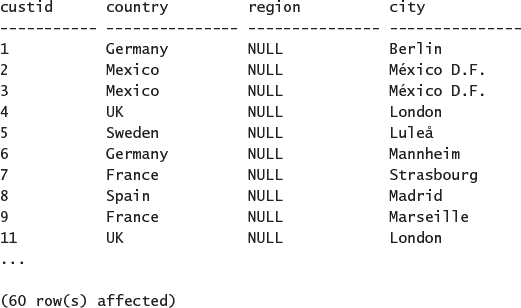 custid      country         region          city
----------- --------------- --------------- ---------------
1           Germany         NULL            Berlin
2           Mexico          NULL            México D.F.
3           Mexico          NULL            México D.F.
4           UK              NULL            London
5           Sweden          NULL            Luleå
6           Germany         NULL            Mannheim
7           France          NULL            Strasbourg
8           Spain           NULL            Madrid
9           France          NULL            Marseille
11          UK              NULL            London
...
(60 row(s) affected)